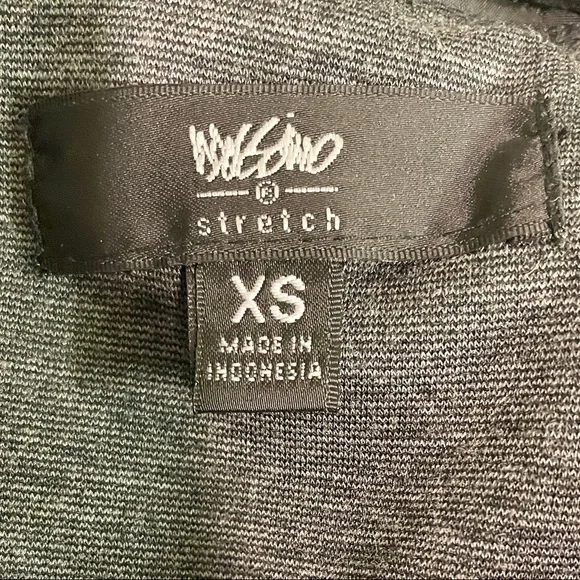 Mossimo
®
stretch
XS
MADE IN
INDONESIA